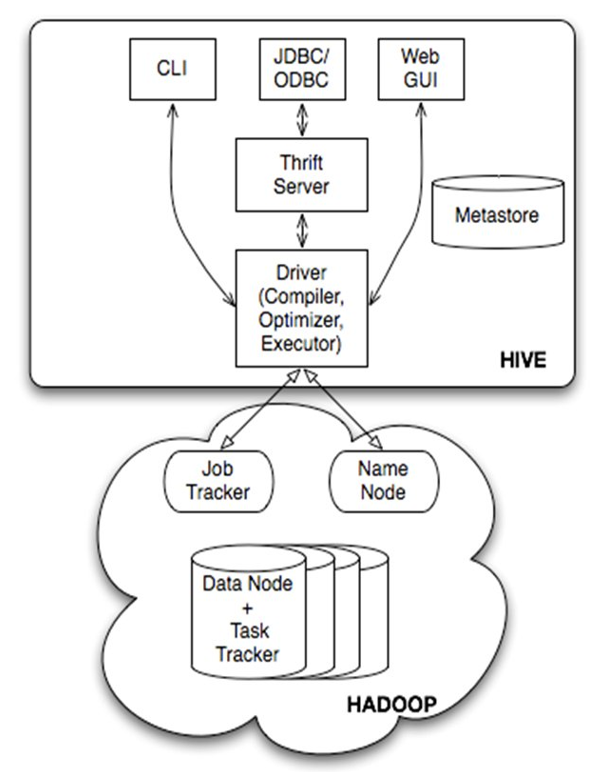 CLI
JDBC/
ODBC
Web
GUI
Thrift
Server
Metastore
Driver
(Compiler,
Optimizer,
Executor)
HIVE
Job
Tracker
Name
Node
Data Node
+
Task
Tracker
HADOOP